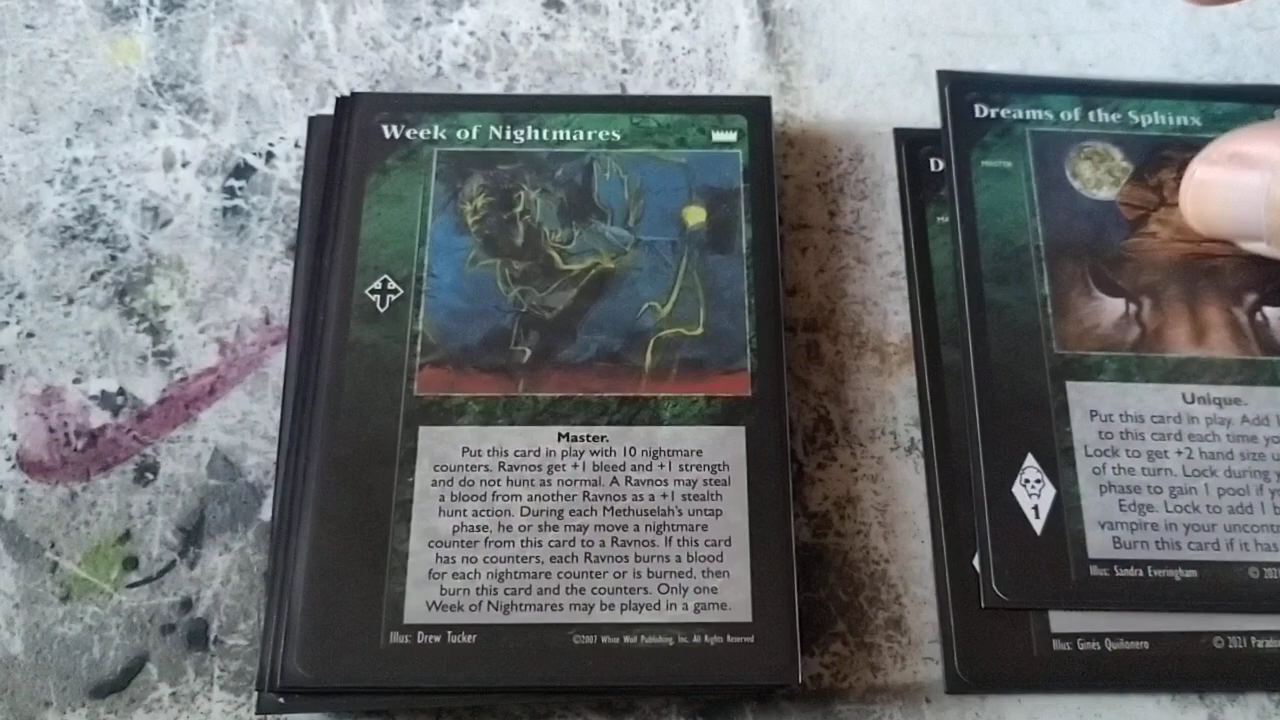 Week of Nightmares
Master.
Put this card in play with 10 nightmare
counters. Ravnos get +1 bleed and +1 strength
and do not hunt as normal. A Ravnos may steal
a blood from another Ravnos as a +1 stealth
hunt action. During each Methuselah's untap
phase, he or she may move a nightmare
counter from this card to a Ravnos. If this card
has no counters, each Ravnos burns a blood
for each nightmare counter or is burned, then
burn this card and the counters. Only one
Week of Nightmares may be played in a game.
Illus: Drew Tucker
©2007 White Wolf Publishing, Inc. All Rights Reserved
D
Dreams of the Sphinx
MASTER
Unique.
Put this card in play. Add
to this card each time yo
Lock to get +2 hand size u
of the turn. Lock during
phase to gain 1 pool if y
Edge. Lock to add 1 b
vampire in your uncont
Burn this card if it has
1
Illus: Sandra Everingham
© 202
Illus: Ginés Quiñonero
© 2021 Parado